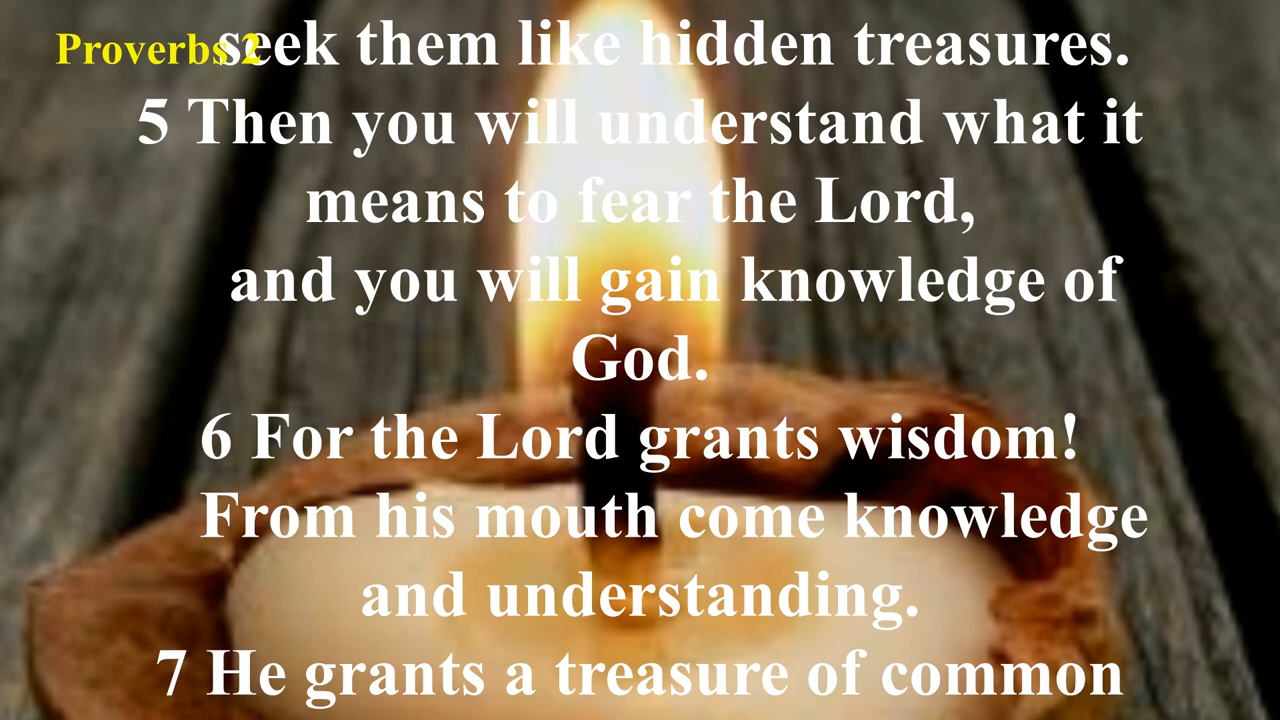 Proverbs 2
seek them like hidden treasures.
5 Then you will understand what it
means to fear the Lord,
and you will gain knowledge of
God.
6 For the Lord grants wisdom!
From his mouth come knowledge
and understanding.
7 He grants a treasure of common